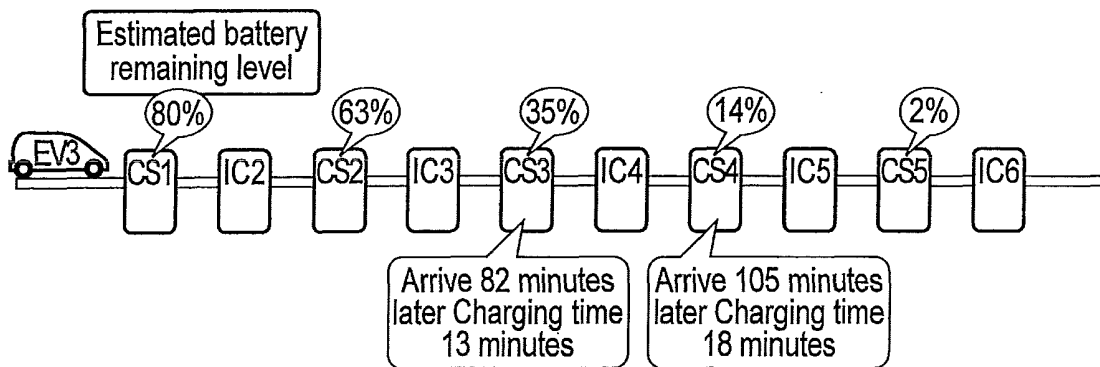 Estimated battery
remaining level
80%
63%
35%
14%
2%
EV3
CS1
IC2
CS2
IC3
CS3
IC4
CS4
IC5
CS5
IC6
Arrive 82 minutes
later Charging time
13 minutes
Arrive 105 minutes
later Charging time
18 minutes